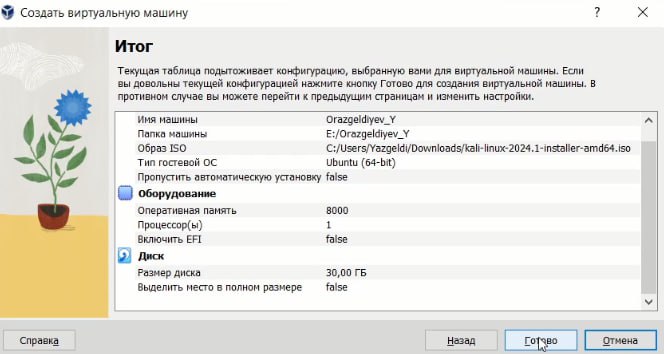 Создать виртуальную машину
?
Итог
Текущая таблица подытоживает конфигурацию, выбранную вами для виртуальной машины. Если
вы довольны текущей конфигурацией нажмите кнопку Готово для создания виртуальной машины. В
противном случае вы можете перейти к предыдущим страницам и изменить настройки.
Имя машины Orazgeldiyev_Y
Папка машины E:/Orazgeldiyev_Y
Образ ISO C:/Users/Yazgeldi/Downloads/kali-linux-2024.1-installer-amd64.iso
Тип гостевой ОС Ubuntu (64-bit)
Пропустить автоматическую установку false
Оборудование
Оперативная память 8000
Процессор(ы) 1
Включить EFI false
Диск
Размер диска 30,00 ГБ
Выделить место в полном размере false
Справка Назад Готово Отмена